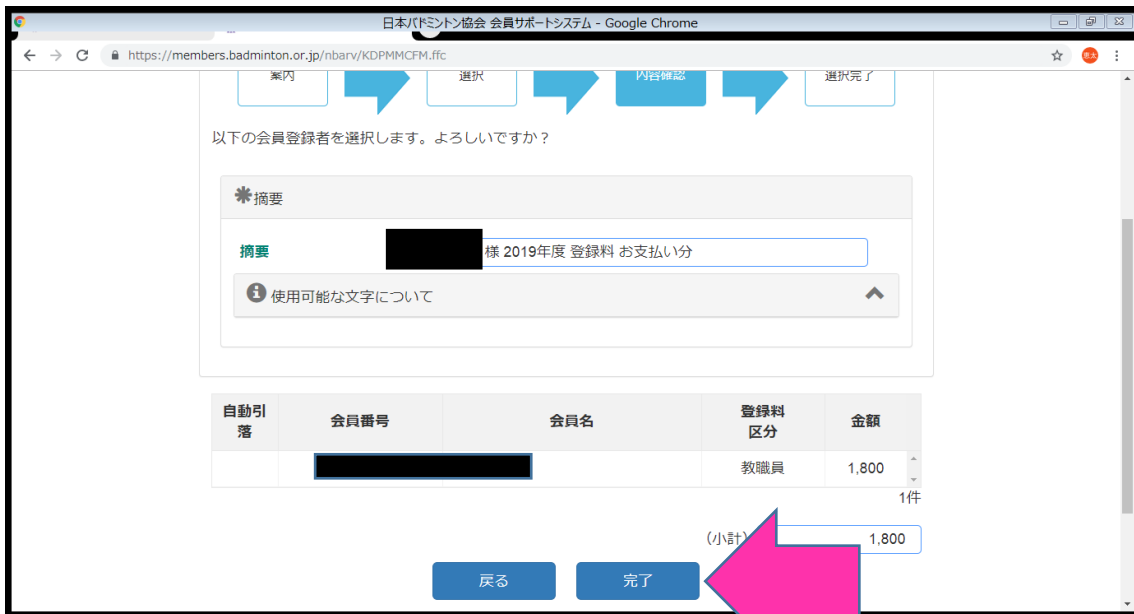 日本バドミントン協会 会員サポートシステム - Google Chrome
https://members.badminton.or.jp/nbarv/KDPMMCFM.ffc
案内
選択
内容確認
選択完了
以下の会員登録者を選択します。よろしいですか？
摘要
摘要
様 2019年度 登録料 お支払い分
使用可能な文字について
自動引落 会員番号 会員名 登録料区分 金額
教職員 1,800
1件
(小計) 1,800
戻る
完了